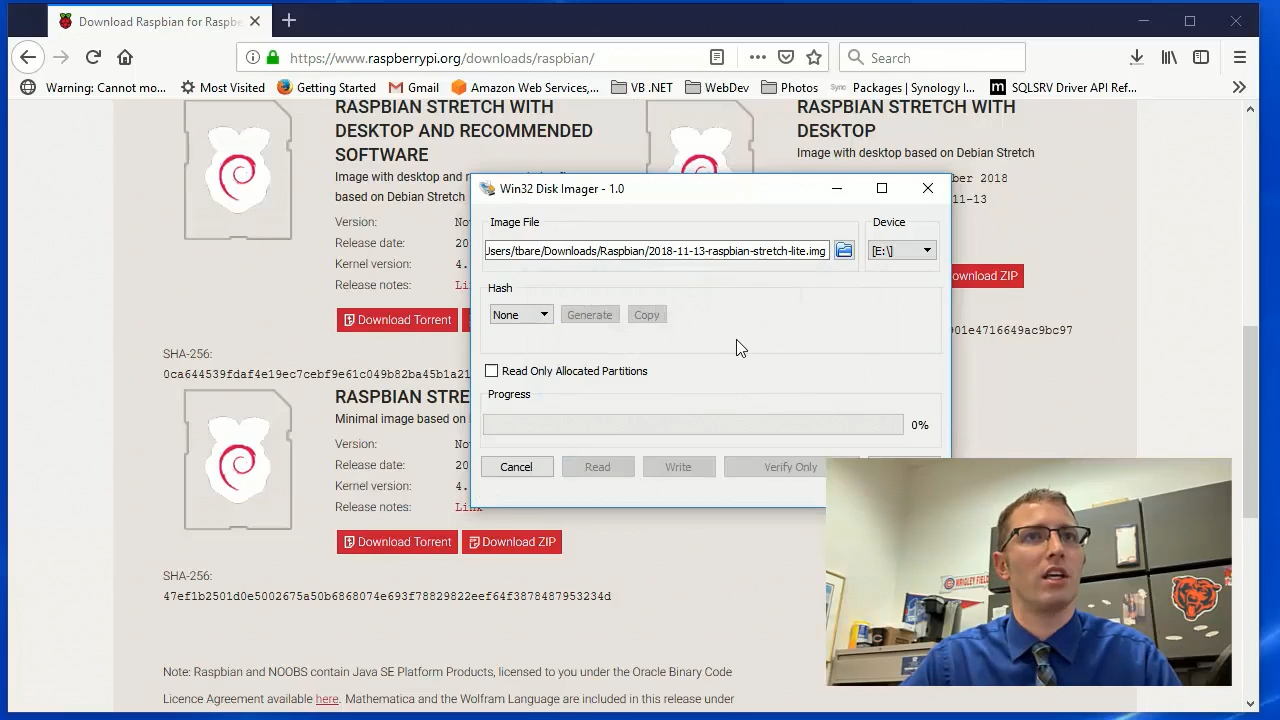 Download Raspbian for Raspbe
https://www.raspberrypi.org/downloads/raspbian/
Search
Warning: Cannot mo...
Most Visited
Getting Started
Gmail
Amazon Web Services,...
VB .NET
WebDev
Photos
Sync
Packages | Synology I...
m
SQLSRV Driver API Ref...
RASPBIAN STRETCH WITH
DESKTOP AND RECOMMENDED
SOFTWARE
Image with desktop and
based on Debian Stretch
Version:
Release date:
20
Kernel version:
4.
Release notes:
Download Torrent
SHA-256:
0ca644539fdaf4e19ec7cebf9e61c049b82ba45b1a21
RASPBIAN STRETCH WITH
DESKTOP
Image with desktop based on Debian Stretch
2018
11-13
ownload ZIP
01e4716649ac9bc97
Win32 Disk Imager - 1.0
Image File
Device
Jsers/tbare/Downloads/Raspbian/2018-11-13-raspbian-stretch-lite.img
[E:\]
Hash
None
Generate
Copy
Read Only Allocated Partitions
Progress
0%
Cancel
Read
Write
Verify Only
RASPBIAN STRE
Minimal image based on
Version:
Release date:
20
Kernel version:
4.
Release notes:
Download Torrent
Download ZIP
SHA-256:
Note: Raspbian and NOOBS contain Java SE Platform Products, licensed to you under the Oracle Binary Code
Licence Agreement available here. Mathematica and the Wolfram Language are included in this release under
WRIGLEY FIELD